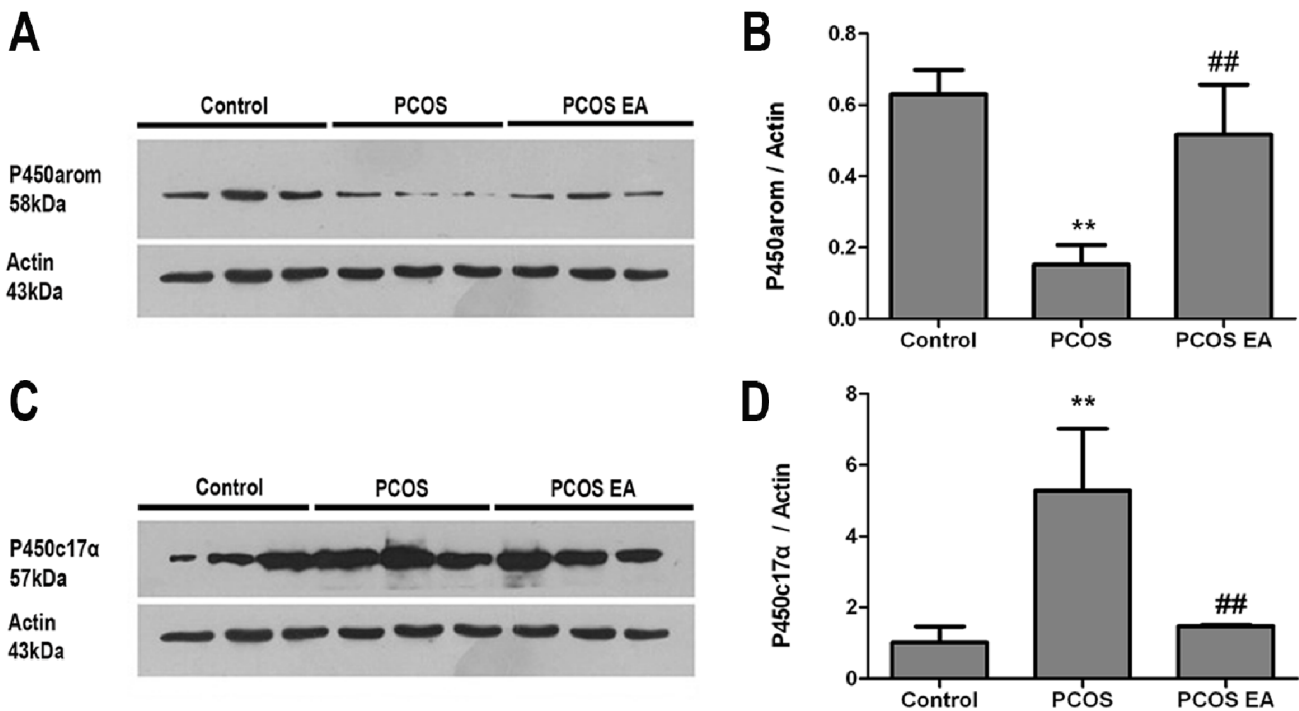 A
Control PCOS PCOS EA
P450arom
58kDa
Actin
43kDa
B
P450arom / Actin
0.8
0.6
0.4
0.2
0.0
**
##
Control PCOS PCOS EA
C
Control PCOS PCOS EA
P450c17α
57kDa
Actin
43kDa
D
P450c17α / Actin
8
6
4
2
0
**
##
Control PCOS PCOS EA